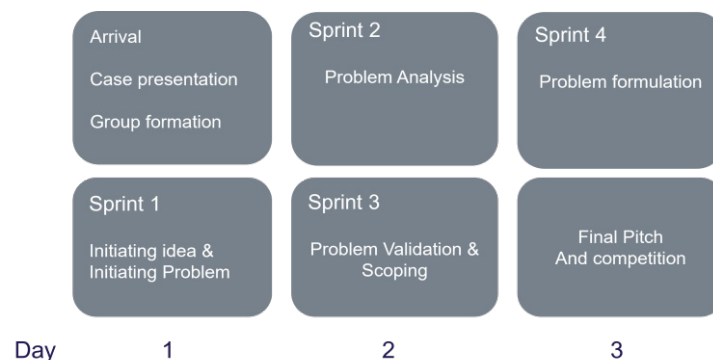 Arrival
Case presentation
Group formation
Sprint 1
Initiating idea &
Initiating Problem
Sprint 2
Problem Analysis
Sprint 3
Problem Validation &
Scoping
Sprint 4
Problem formulation
Final Pitch
And competition
Day 1 2 3